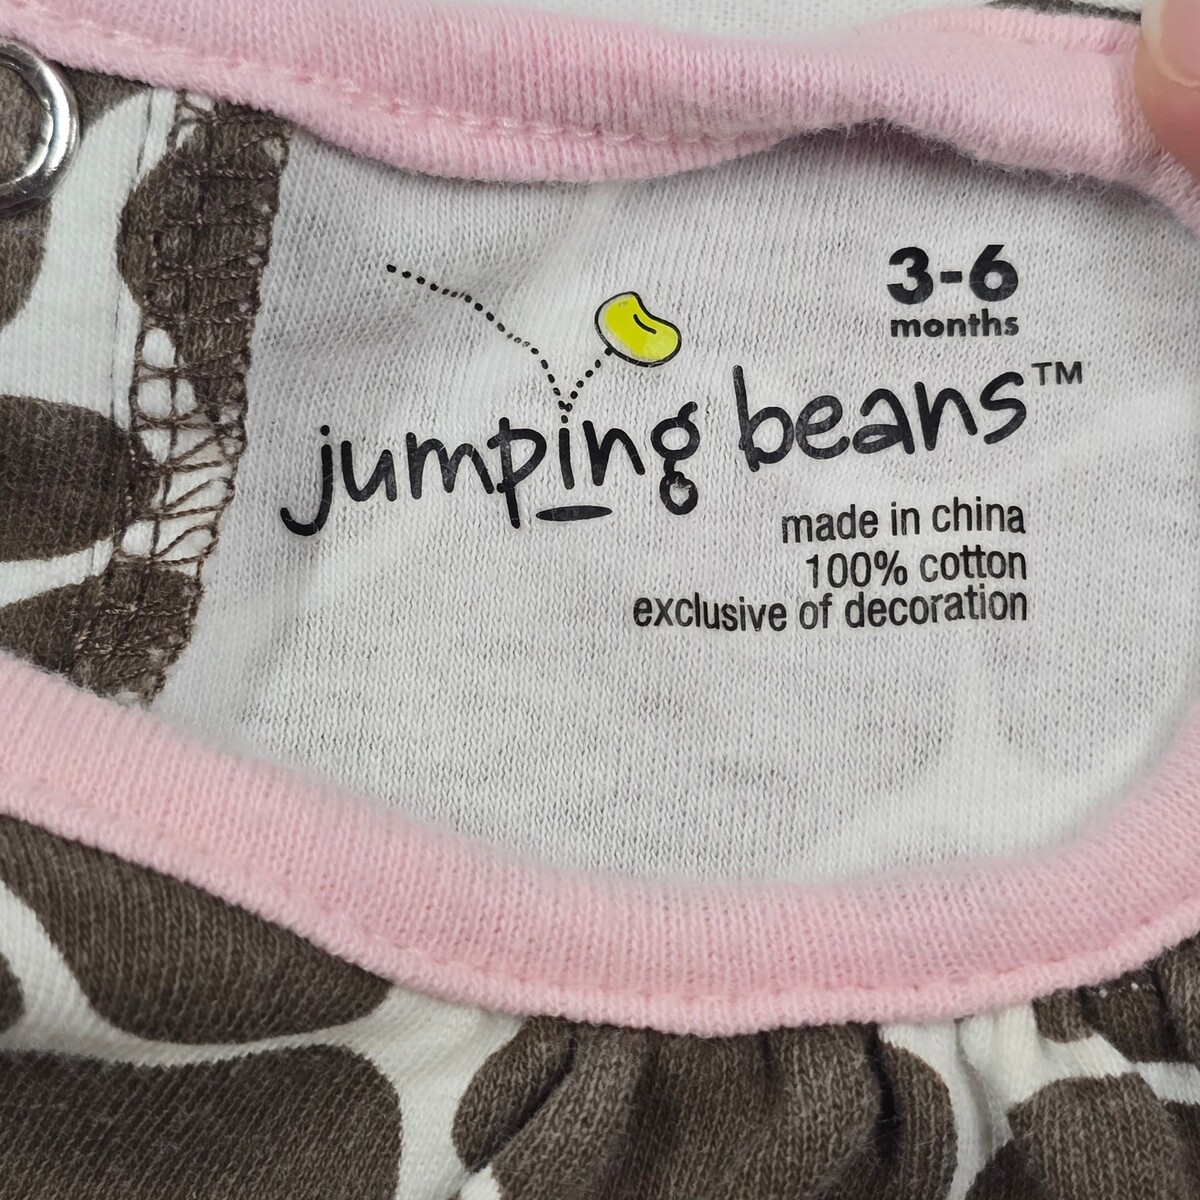 3-6
months
jumping beans™
made in china
100% cotton
exclusive of decoration